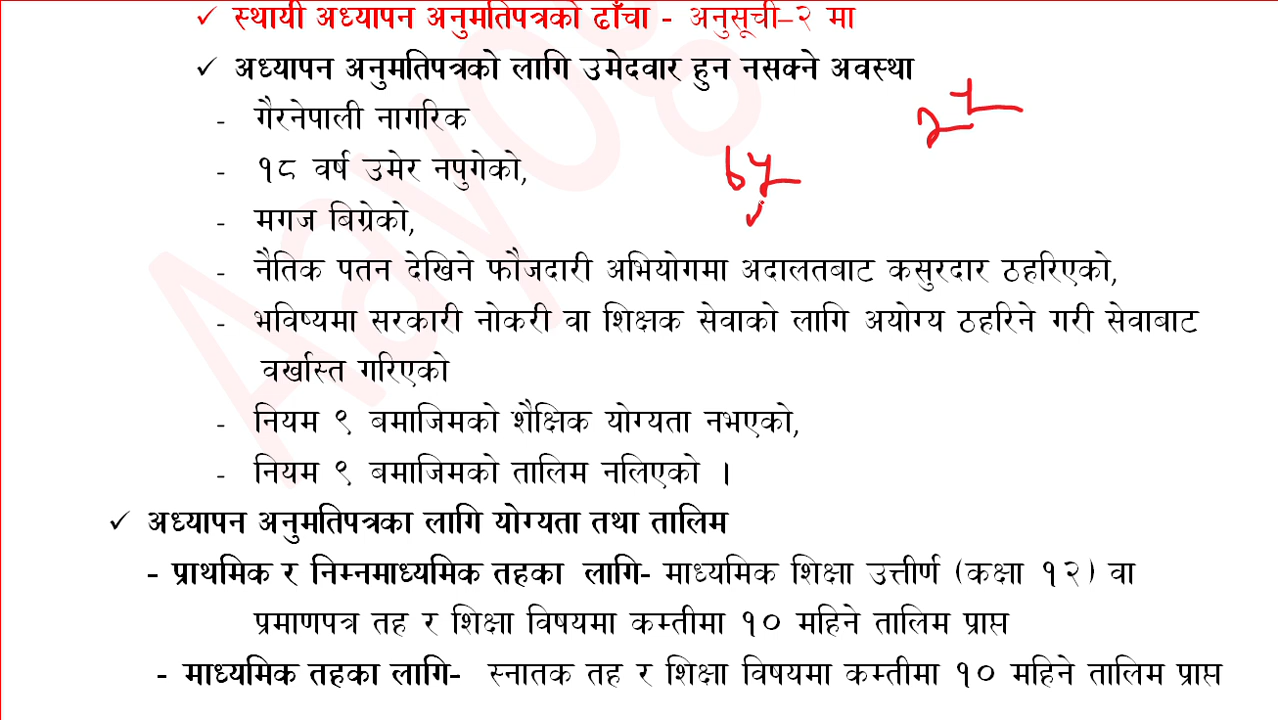 ✓ स्थायी अध्यापन अनुमतिपत्रको ढाँचा - अनुसूची–२ मा
✓ अध्यापन अनुमतिपत्रको लागि उमेदवार हुन नसक्ने अवस्था
- गैरनेपाली नागरिक
- १८ वर्ष उमेर नपुगेको,
- मगज बिग्रेको,
- नैतिक पतन देखिने फौजदारी अभियोगमा अदालतबाट कसुरदार ठहरिएको,
- भविष्यमा सरकारी नोकरी वा शिक्षक सेवाको लागि अयोग्य ठहरिने गरी सेवाबाट
वर्खास्त गरिएको
- नियम ९ बमाजिमको शैक्षिक योग्यता नभएको,
- नियम ९ बमाजिमको तालिम नलिएको ।
✓ अध्यापन अनुमतिपत्रका लागि योग्यता तथा तालिम
- प्राथमिक र निम्नमाध्यमिक तहका लागि- माध्यमिक शिक्षा उत्तीर्ण (कक्षा १२) वा
प्रमाणपत्र तह र शिक्षा विषयमा कम्तीमा १० महिने तालिम प्राप्त
- माध्यमिक तहका लागि- स्नातक तह र शिक्षा विषयमा कम्तीमा १० महिने तालिम प्राप्त